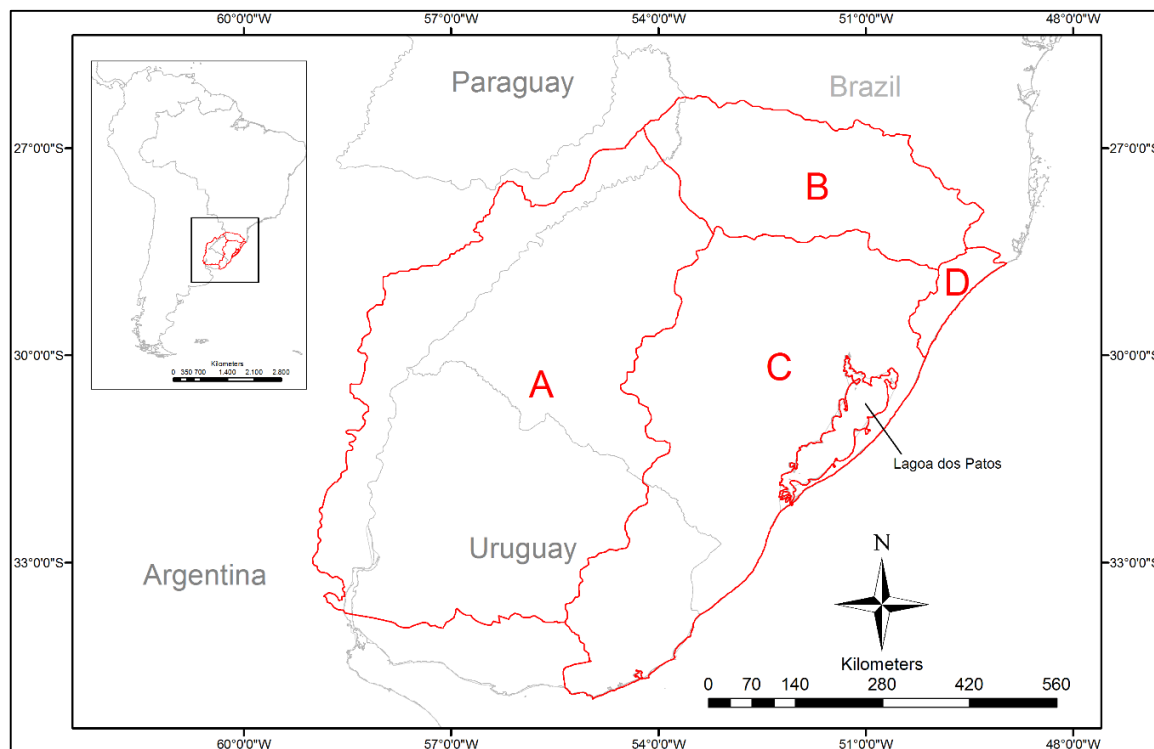 60°0'0"W 57°0'0"W 54°0'0"W 51°0'0"W 48°0'0"W
Paraguay
Brazil
27°0'0"S 27°0'0"S
B
D
Kilometers
0 350 700 1.400 2.100 2.800
30°0'0"S 30°0'0"S
C
A
Lagoa dos Patos
Uruguay
N
33°0'0"S 33°0'0"S
Argentina
Kilometers
0 70 140 280 420 560
60°0'0"W 57°0'0"W 54°0'0"W 51°0'0"W 48°0'0"W